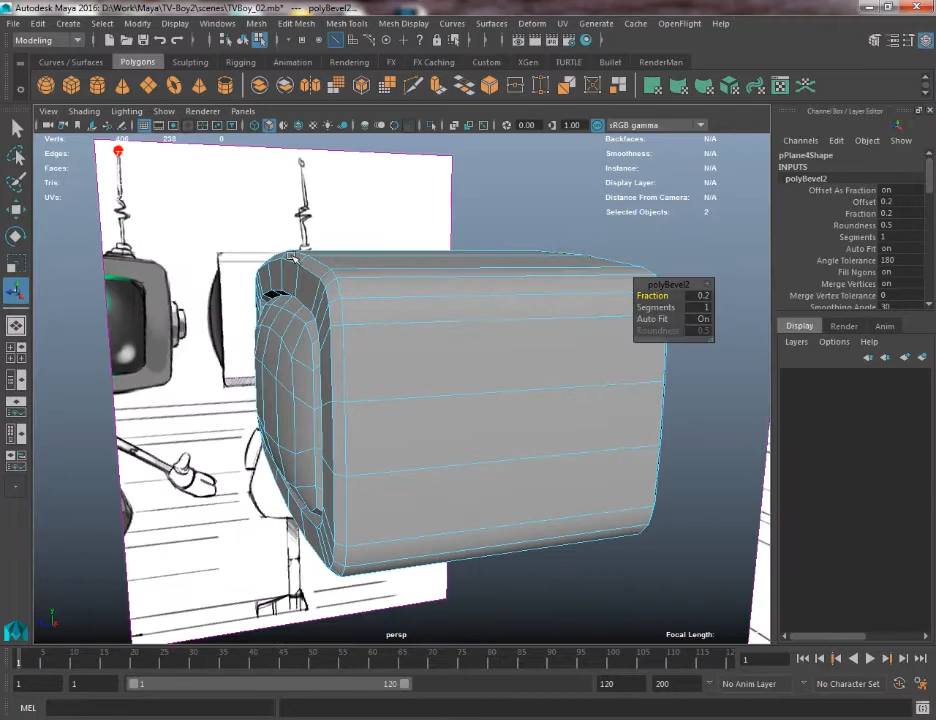 Autodesk Maya 2016: D:\Work\Maya\TV-Boy2\scenes\TVBoy_02.mb* --- pPlane...
File Edit Create Select Modify Display Windows Mesh Edit Mesh Mesh Tools Mesh Display Curves Surfaces Deform UV Generate Cache OpenFlight Help
Modeling
Curves / Surfaces Polygons Sculpting Rigging Animation Rendering FX FX Caching Custom XGen TURTLE Bullet RenderMan
View Shading Lighting Show Renderer Panels
0.00 1.00 sRGB gamma
Verts: 400 238 0
Edges:
Faces:
Tris:
UVs:
Backfaces: N/A
Smoothness: N/A
Instance: N/A
Display Layer: N/A
Distance From Camera: N/A
Selected Objects: 2
polyBevel2
Fraction 0.2
Segments 1
Auto Fit On
Roundness 0.5
persp
Focal Length:
Channel Box / Layer Editor
Channels Edit Object Show
pPlane4Shape
INPUTS
polyBevel2
Offset As Fraction on
Offset 0.2
Fraction 0.2
Roundness 0.5
Segments 1
Auto Fit on
Angle Tolerance 180
Fill Ngons on
Merge Vertices on
Merge Vertex Tolerance 0
Smoothing Angle 30
Display Render Anim
Layers Options Help
5 10 15 20 25 30 35 40 45 50 55 60 65 70 75 80 85 90 95 100 105 110 115 12
1
1
1 1 1 120 120 200 No Anim Layer No Character Set
MEL